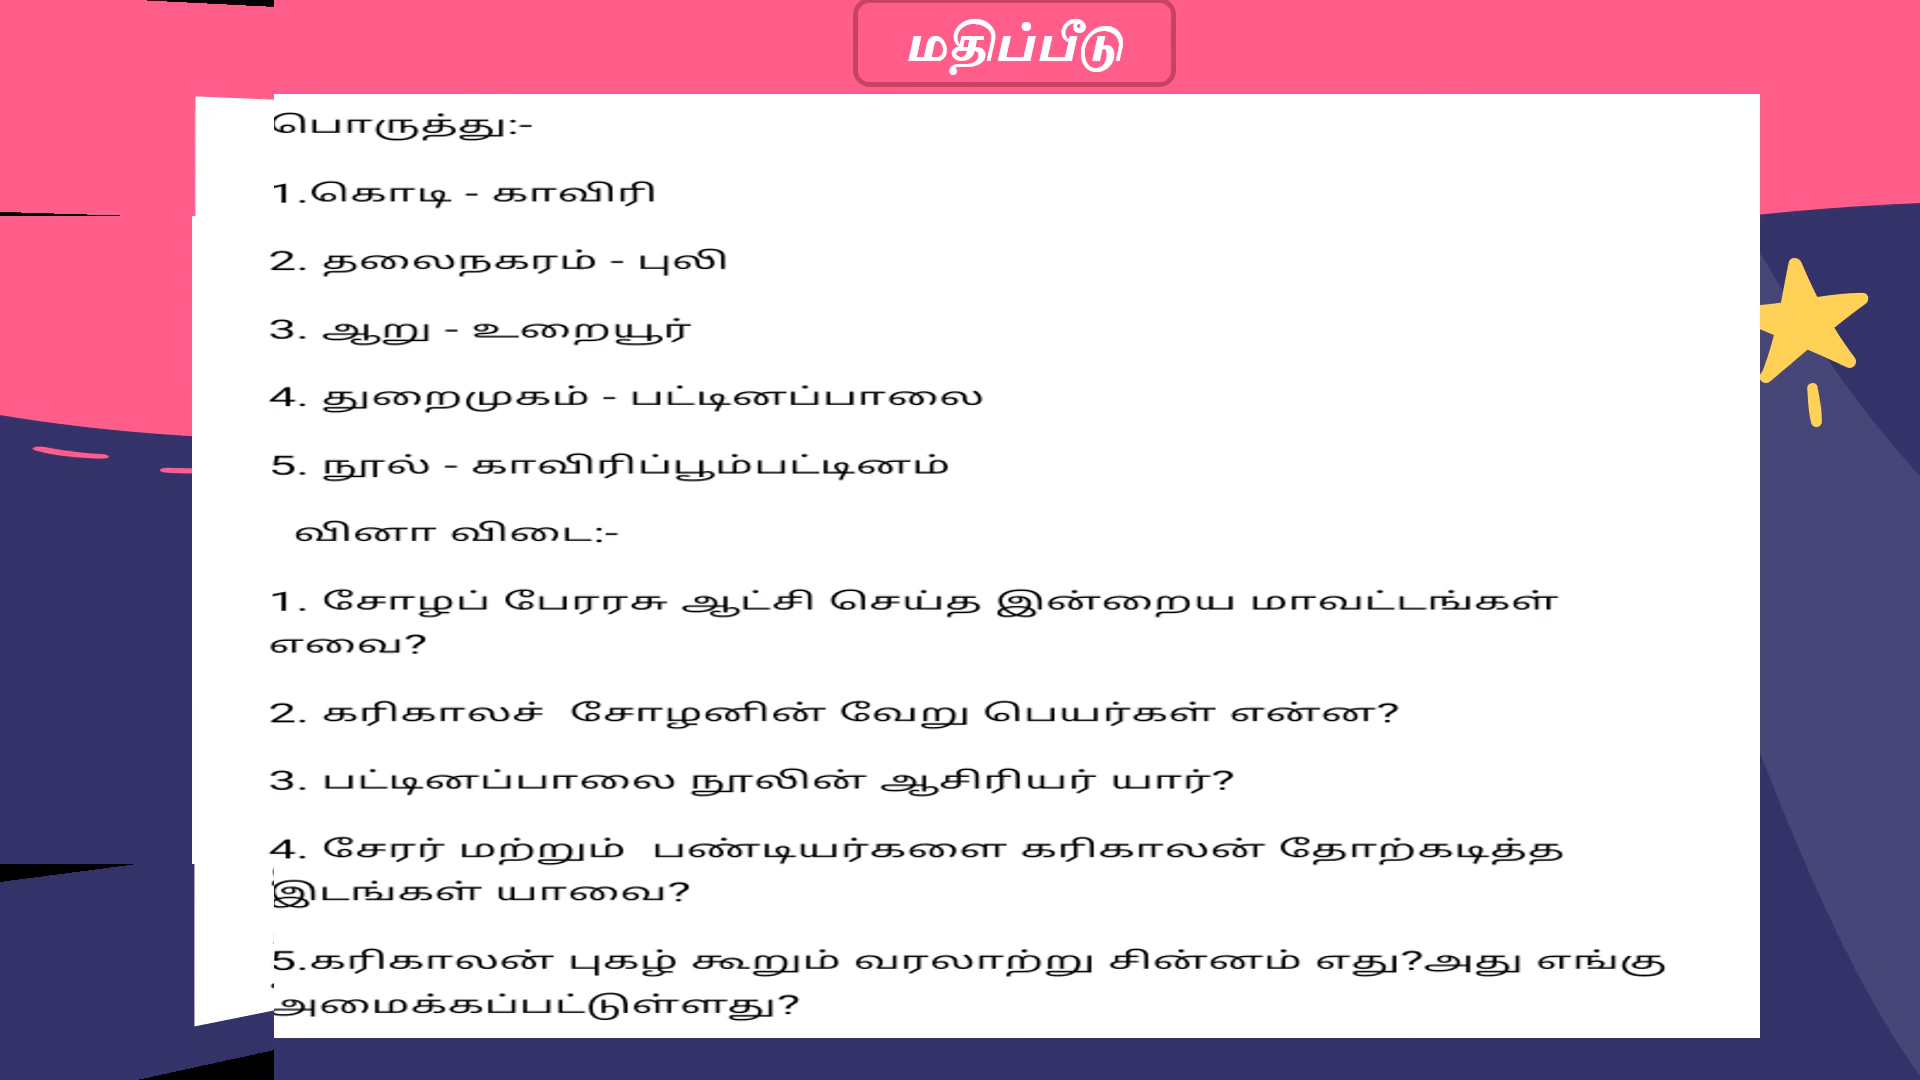 மதிப்பீடு
பொருத்து:-
1.கொடி - காவிரி
2. தலைநகரம் - புலி
3. ஆறு - உறையூர்
4. துறைமுகம் - பட்டினப்பாலை
5. நூல் - காவிரிப்பூம்பட்டினம்
வினா விடை:-
1. சோழப் பேரரசு ஆட்சி செய்த இன்றைய மாவட்டங்கள்
எவை?
2. கரிகாலச் சோழனின் வேறு பெயர்கள் என்ன?
3. பட்டினப்பாலை நூலின் ஆசிரியர் யார்?
4. சேரர் மற்றும் பண்டியர்களை கரிகாலன் தோற்கடித்த
இடங்கள் யாவை?
5.கரிகாலன் புகழ் கூறும் வரலாற்று சின்னம் எது?அது எங்கு
அமைக்கப்பட்டுள்ளது?